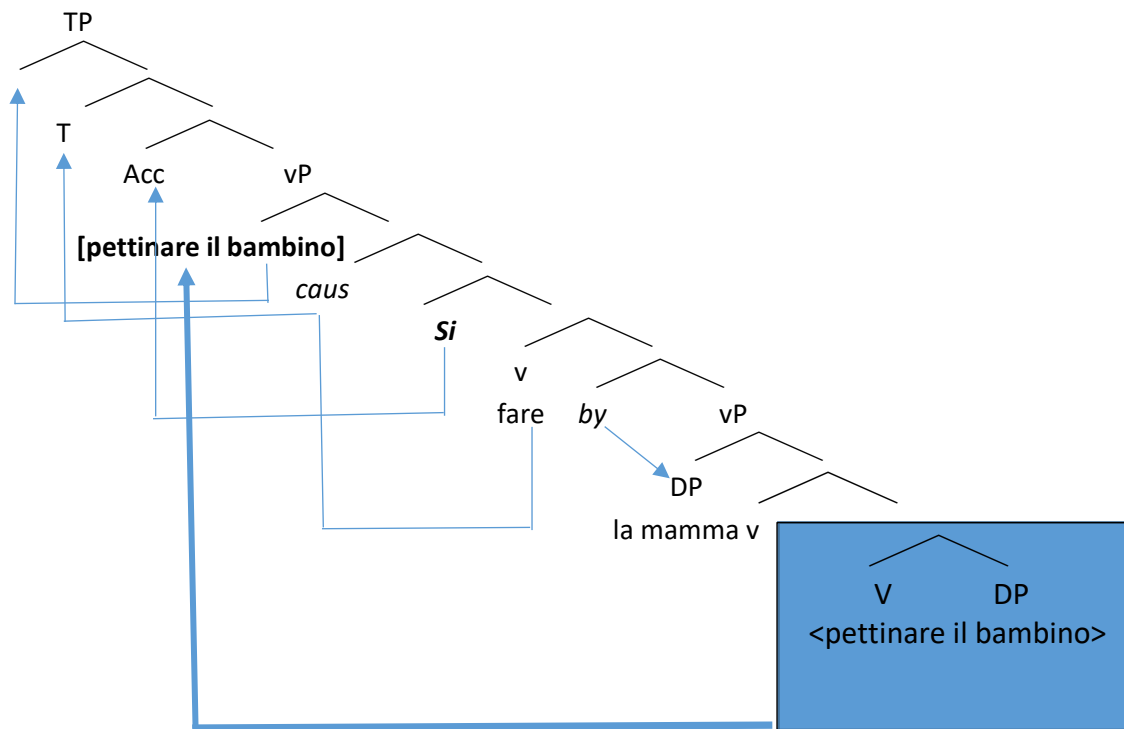 TP
T
Acc vP
[pettinare il bambino]
caus
Si
v
fare by vP
DP
la mamma v
V DP
<pettinare il bambino>